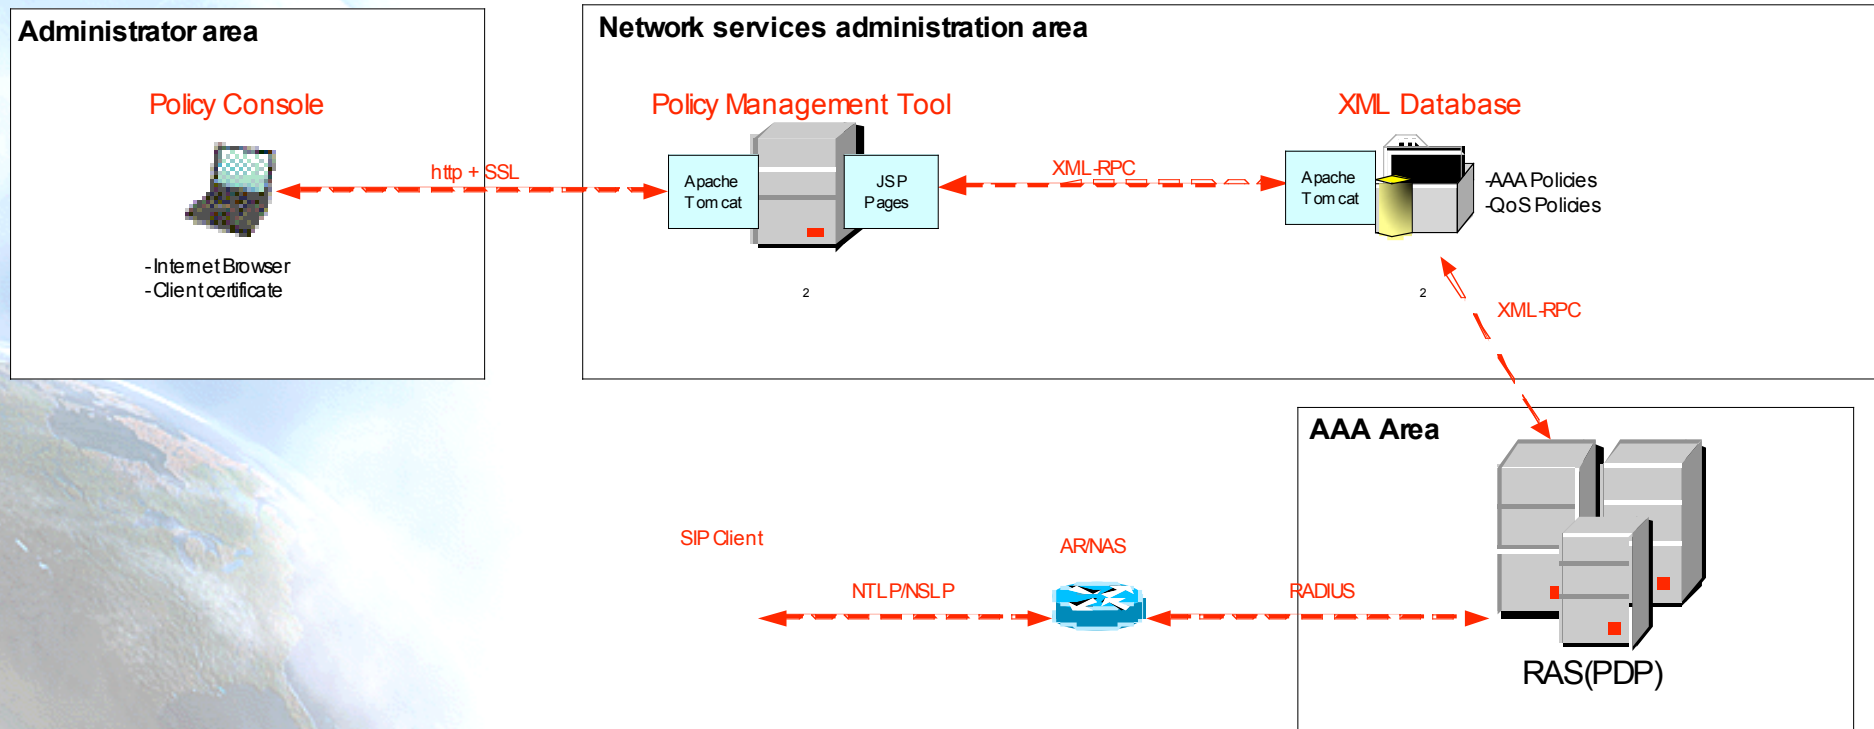 Administrator area
Network services administration area
Policy Console
Policy Management Tool
XML Database
http + SSL
Apache
Tomcat
JSP
Pages
XML-RPC
Apache
Tomcat
-AAA Policies
-QoS Policies
-Internet Browser
-Client certificate
2
2
XML-RPC
AAA Area
SIP Client
AR/NAS
NTLP/NSLP
RADIUS
RAS(PDP)